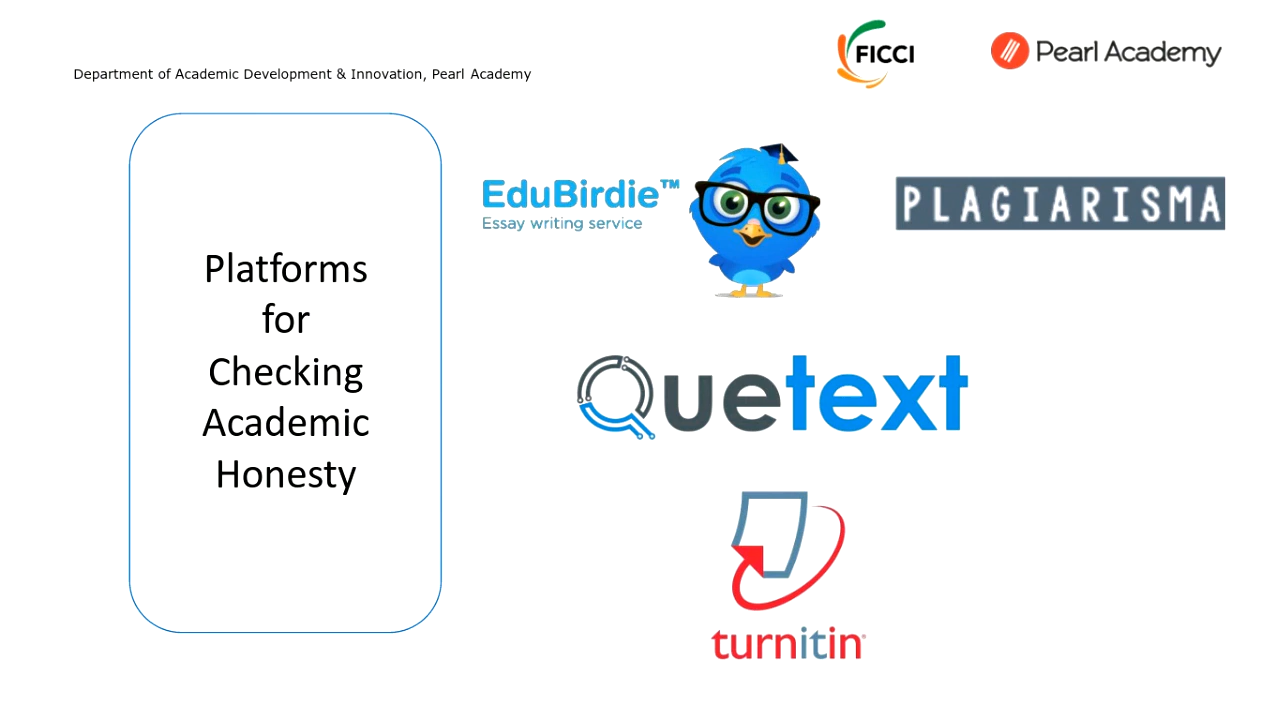 FICCI
Pearl Academy
Department of Academic Development & Innovation, Pearl Academy
EduBirdie™
Essay writing service
PLAGIARISMA
Platforms
for
Checking
Academic
Honesty
Quetext
turnitin